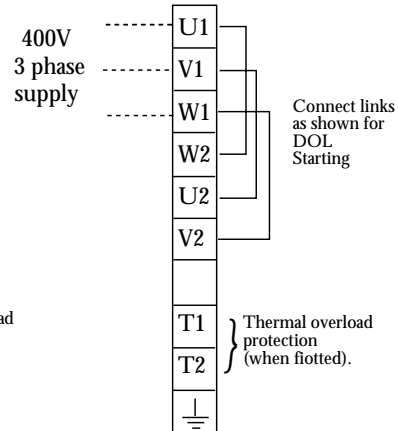 400V
3 phase
supply
U1
V1
W1
W2
U2
V2
T1
T2
Connect links
as shown for
DOL
Starting
ad
Thermal overload
protection
(when fiotted).